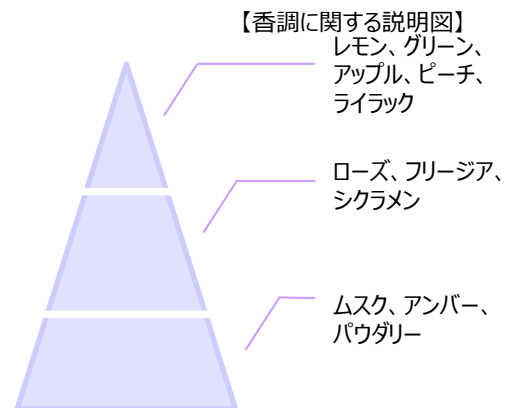 【香調に関する説明図】
レモン、グリーン、
アップル、ピーチ、
ライラック
ローズ、フリージア、
シクラメン
ムスク、アンバー、
パウダリー